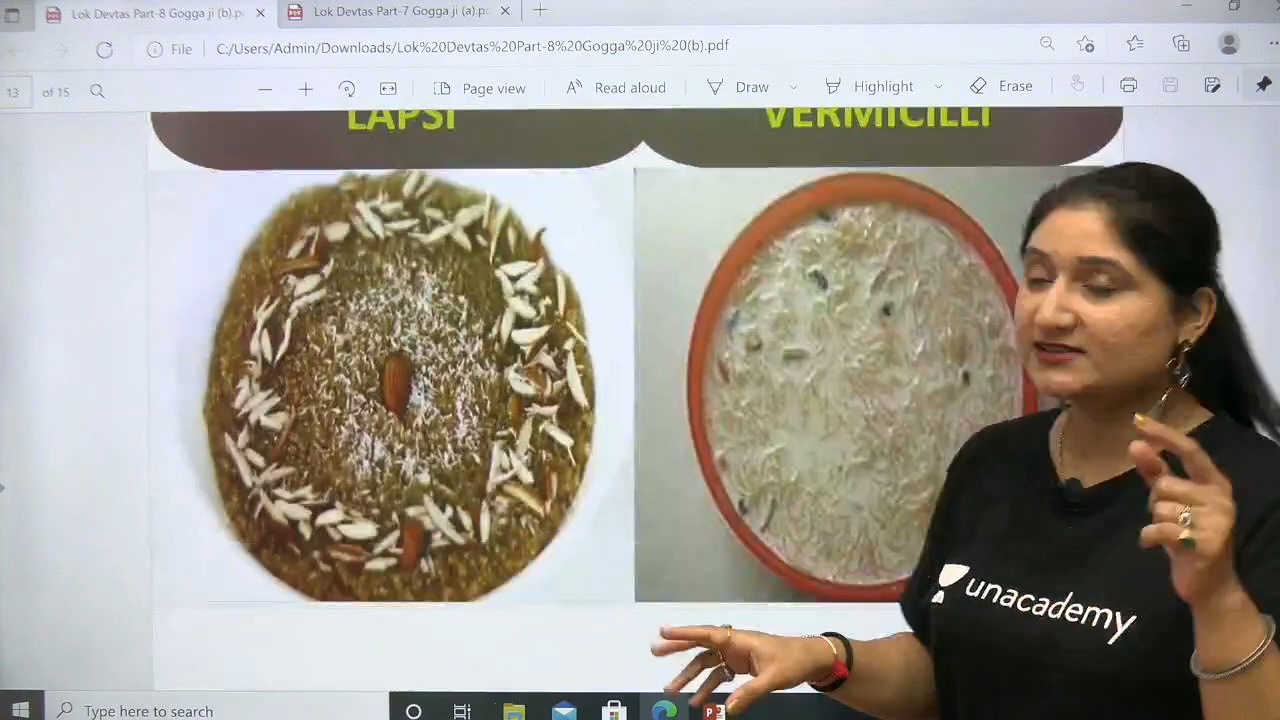 Lok Devtas Part-8 Gogga ji (b).p
Lok Devtas Part-7 Gogga ji (a).p
File
C:/Users/Admin/Downloads/Lok%20Devtas%20Part-8%20Gogga%20ji%20(b).pdf
13 of 15
Page view
Read aloud
Draw
Highlight
Erase
LAPSI
VERMICILLI
unacademy
Type here to search